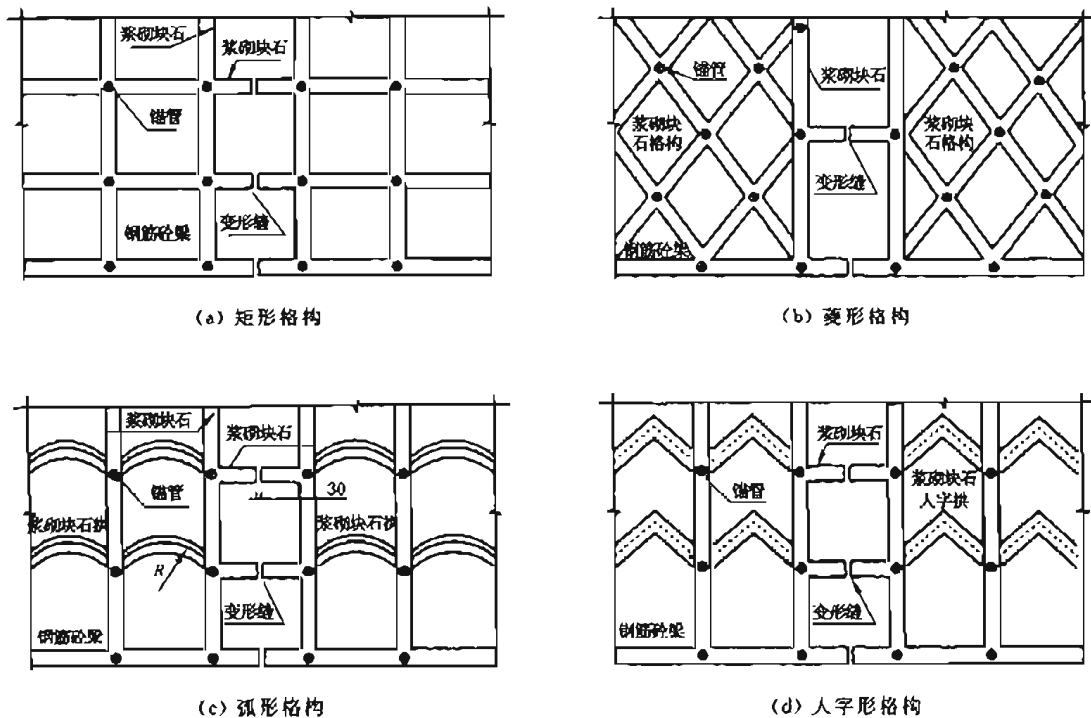 浆砌块石
浆砌块石
锚管
变形缝
钢筋砼梁
(a) 矩形格构
锚管
浆砌块石
浆砌块
石格构
浆砌块
石格构
变形缝
钢筋砼梁
(b) 菱形格构
浆砌块石
浆砌块石
锚管
30
浆砌块石拱
浆砌块石拱
R
变形缝
钢筋砼梁
(c) 弧形格构
浆砌块石
锚管
浆砌块石
人字拱
变形缝
钢筋砼梁
(d) 人字形格构